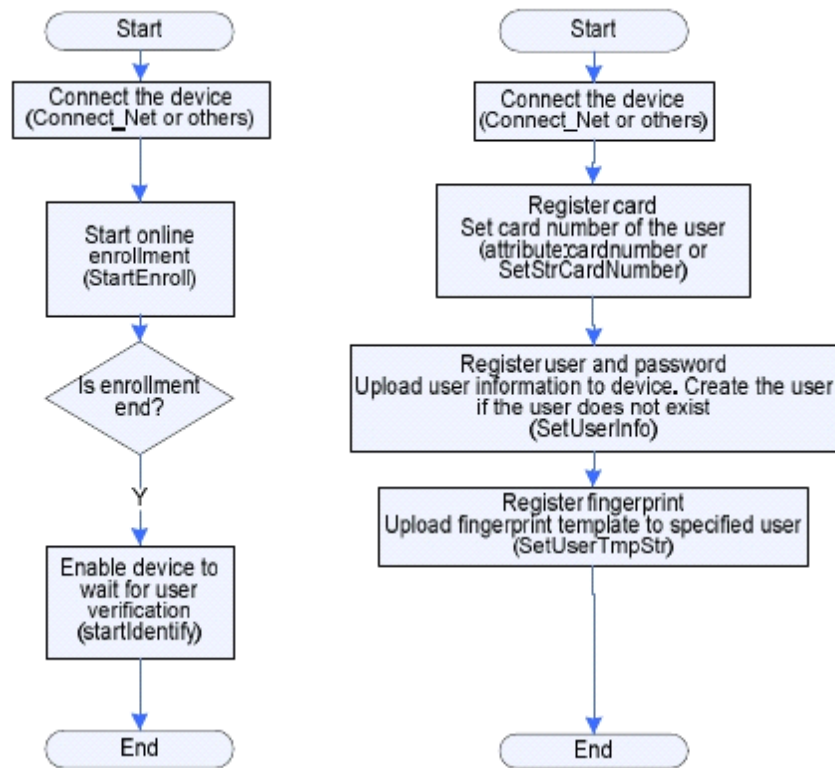 Start
Connect the device
(Connect_Net or others)
Start online
enrollment
(StartEnroll)
Is enrollment
end?
Y
Enable device to
wait for user
verification
(startIdentify)
End
Start
Connect the device
(Connect_Net or others)
Register card
Set card number of the user
(attribute:cardnumber or
SetStrCardNumber)
Register user and password
Upload user information to device. Create the user
if the user does not exist
(SetUserInfo)
Register fingerprint
Upload fingerprint template to specified user
(SetUserTmpStr)
End